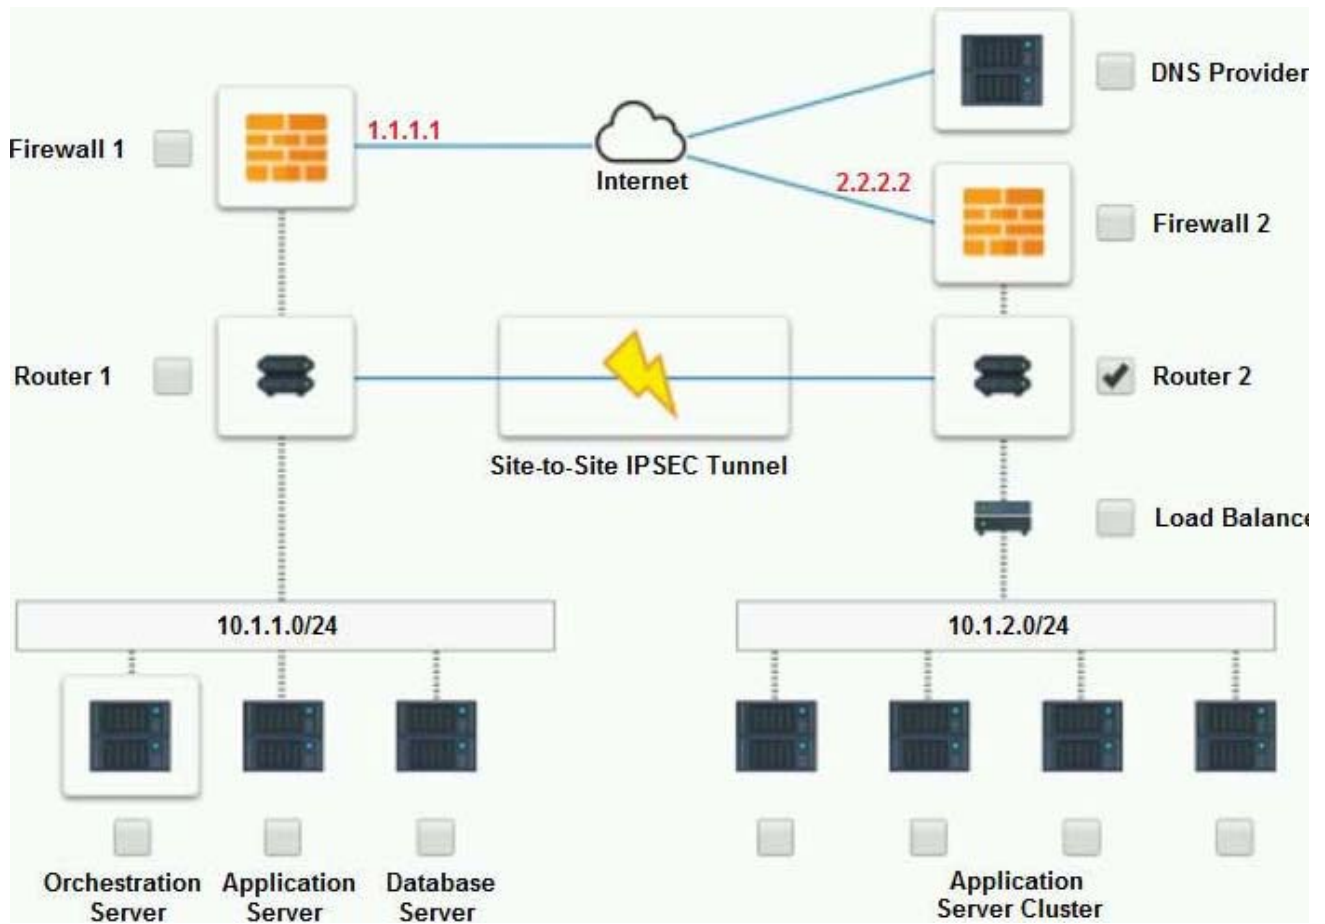 DNS Provider
Firewall 1
1.1.1.1
Internet
2.2.2.2
Firewall 2
Router 1
Router 2
Site-to-Site IPSEC Tunnel
Load Balance
10.1.1.0/24
10.1.2.0/24
Orchestration
Server
Application
Server
Database
Server
Application
Server Cluster